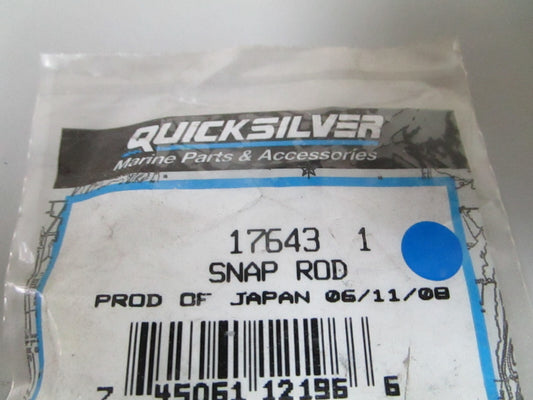 QUICKSILVER
Marine Parts & Accessories
17643 1
SNAP ROD
PROD OF JAPAN 06/11/08
7 45061 12196 6